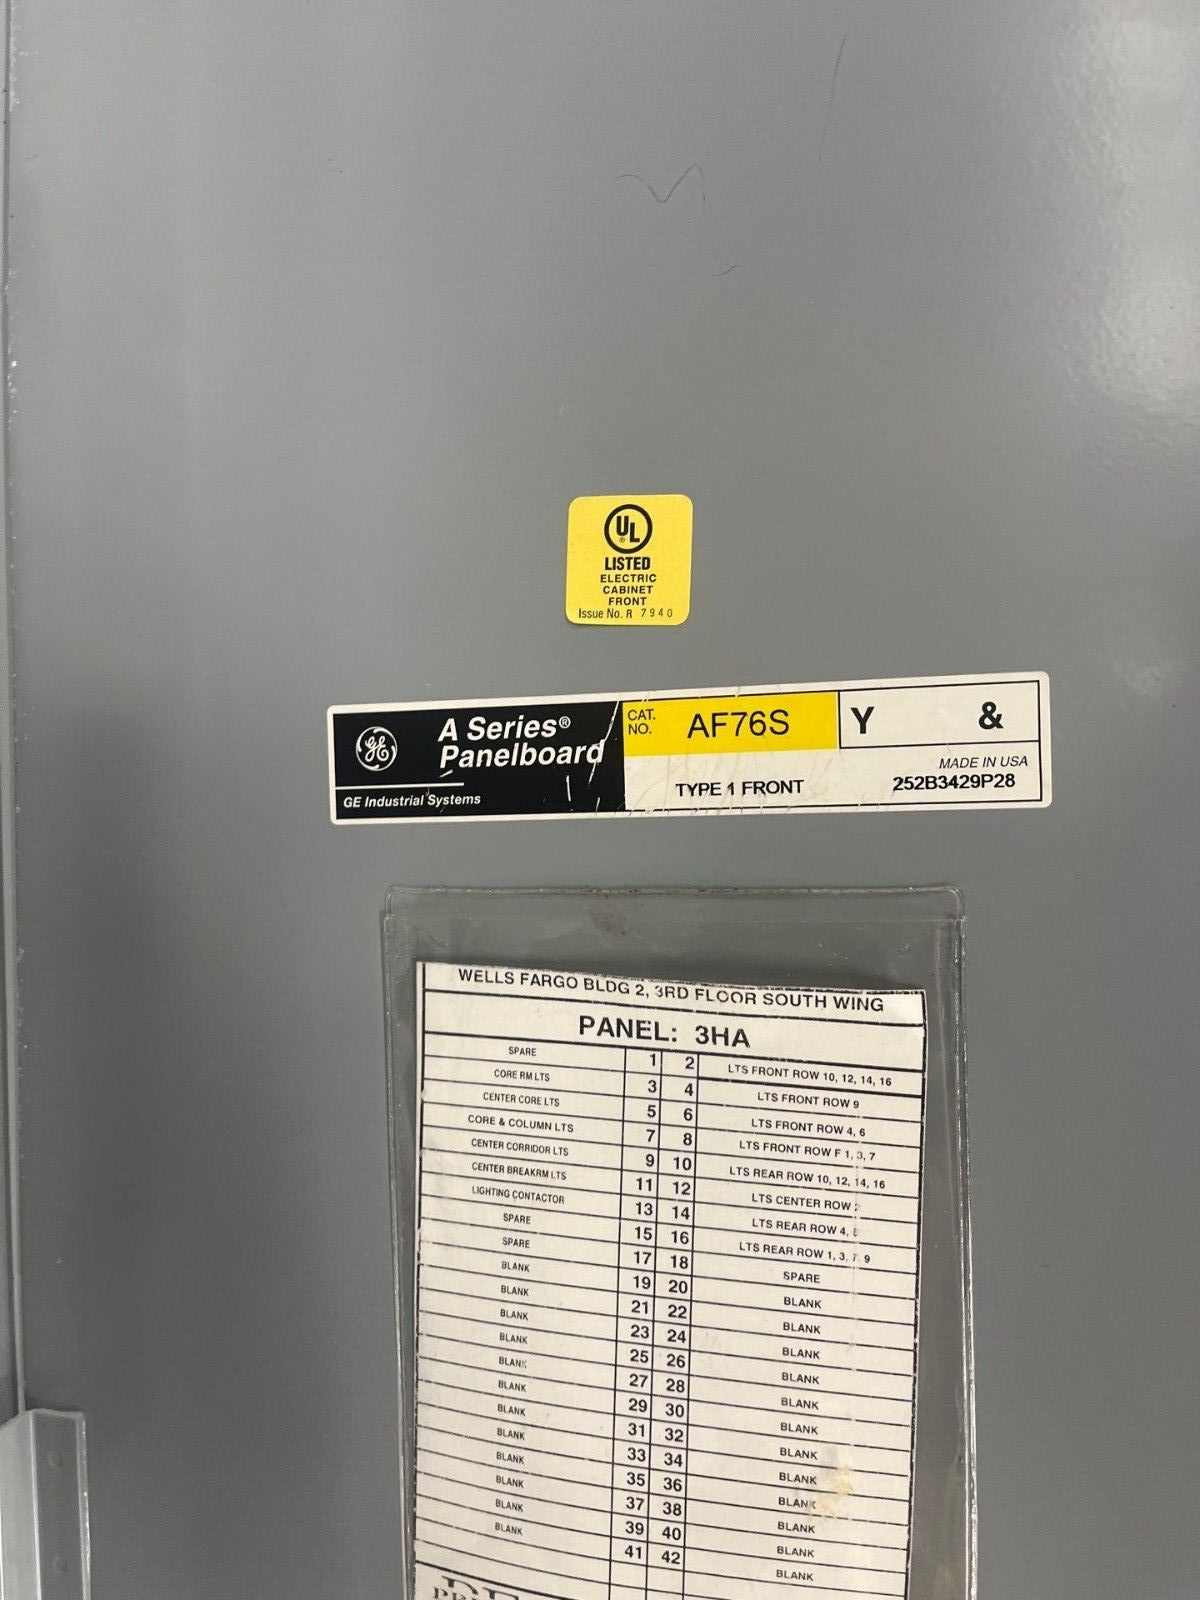 UL
®
LISTED
ELECTRIC
CABINET
FRONT
Issue No. R 7940
GE
A Series®
Panelboard
GE Industrial Systems
CAT.
NO.
AF76S
Y &
TYPE 1 FRONT
MADE IN USA
252B3429P28
WELLS FARGO BLDG 2, 3RD FLOOR SOUTH WING
PANEL: 3HA
SPARE 1 2 LTS FRONT ROW 10, 12, 14, 16
CORE RM LTS 3 4 LTS FRONT ROW 9
CENTER CORE LTS 5 6 LTS FRONT ROW 4, 6
CORE & COLUMN LTS 7 8 LTS FRONT ROW F 1, 3, 7
CENTER CORRIDOR LTS 9 10 LTS REAR ROW 10, 12, 14, 16
CENTER BREAKRM LTS 11 12 LTS CENTER ROW
LIGHTING CONTACTOR 13 14 LTS REAR ROW 4,
SPARE 15 16 LTS REAR ROW 1, 3, 7 9
SPARE 17 18 SPARE
BLANK 19 20 BLANK
BLANK 21 22 BLANK
BLANK 23 24 BLANK
BLANK 25 26 BLANK
BLANK 27 28 BLANK
BLANK 29 30 BLANK
BLANK 31 32 BLANK
BLANK 33 34 BLANK
BLANK 35 36 BLANK
BLANK 37 38 BLANK
BLANK 39 40 BLANK
BLANK 41 42 BLANK